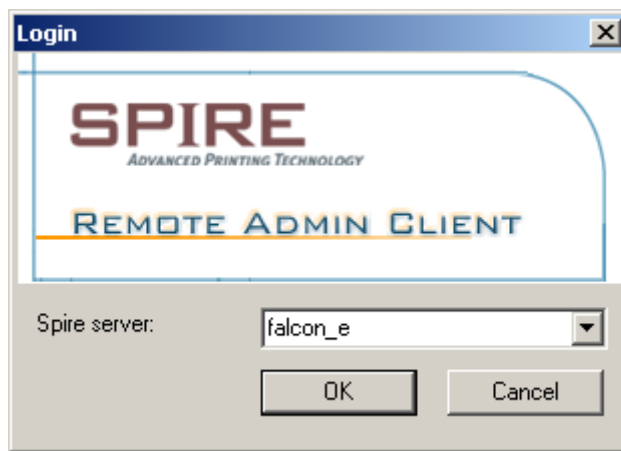 Login
SPIRE
ADVANCED PRINTING TECHNOLOGY
REMOTE ADMIN CLIENT
Spire server: falcon_e
OK Cancel